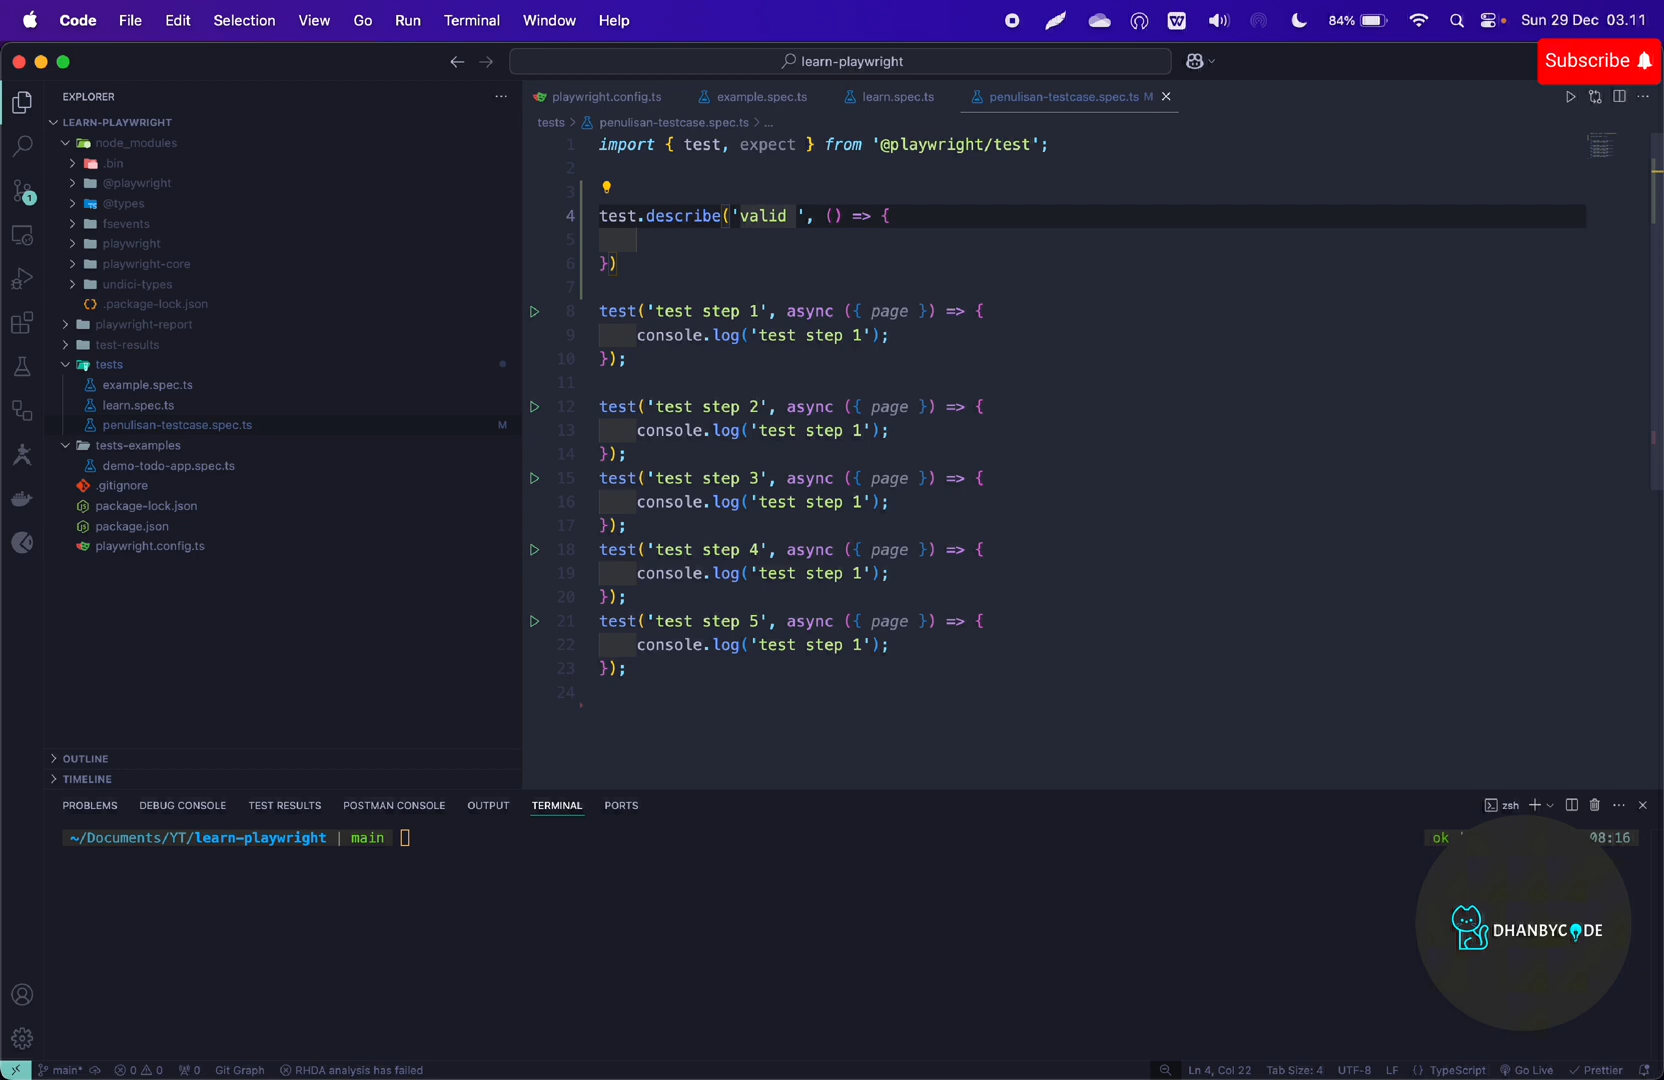 Code File Edit Selection View Go Run Terminal Window Help 84% Sun 29 Dec 03.11
learn-playwright
Subscribe
EXPLORER
LEARN-PLAYWRIGHT
node_modules
.bin
@playwright
@types
fsevents
playwright
playwright-core
undici-types
.package-lock.json
playwright-report
test-results
tests
example.spec.ts
learn.spec.ts
penulisan-testcase.spec.ts M
tests-examples
demo-todo-app.spec.ts
.gitignore
package-lock.json
package.json
playwright.config.ts
OUTLINE
TIMELINE
1
playwright.config.ts example.spec.ts learn.spec.ts penulisan-testcase.spec.ts M
tests > penulisan-testcase.spec.ts > ...
1 import { test, expect } from '@playwright/test';
2
3
4 test.describe('valid ', () => {
5
6 })
7
8 test('test step 1', async ({ page }) => {
9 console.log('test step 1');
10 });
11
12 test('test step 2', async ({ page }) => {
13 console.log('test step 1');
14 });
15 test('test step 3', async ({ page }) => {
16 console.log('test step 1');
17 });
18 test('test step 4', async ({ page }) => {
19 console.log('test step 1');
20 });
21 test('test step 5', async ({ page }) => {
22 console.log('test step 1');
23 });
24
PROBLEMS DEBUG CONSOLE TEST RESULTS POSTMAN CONSOLE OUTPUT TERMINAL PORTS zsh
~/Documents/YT/learn-playwright | main ok 08:16
DHANBYCODE
main* 0 0 0 Git Graph RHDA analysis has failed Ln 4, Col 22 Tab Size: 4 UTF-8 LF {} TypeScript Go Live Prettier